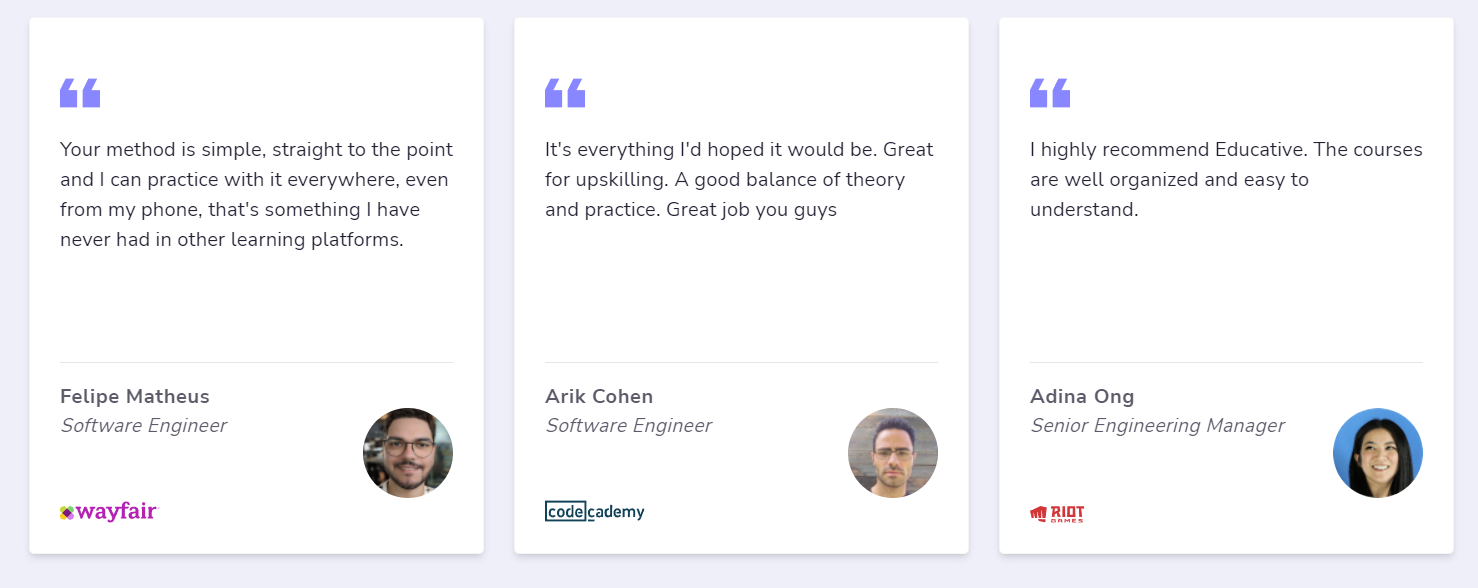 Your method is simple, straight to the point
and I can practice with it everywhere, even
from my phone, that's something I have
never had in other learning platforms.
Felipe Matheus
Software Engineer
wayfair
It's everything I'd hoped it would be. Great
for upskilling. A good balance of theory
and practice. Great job you guys
Arik Cohen
Software Engineer
codecademy
I highly recommend Educative. The courses
are well organized and easy to
understand.
Adina Ong
Senior Engineering Manager
RIOT
GAMES